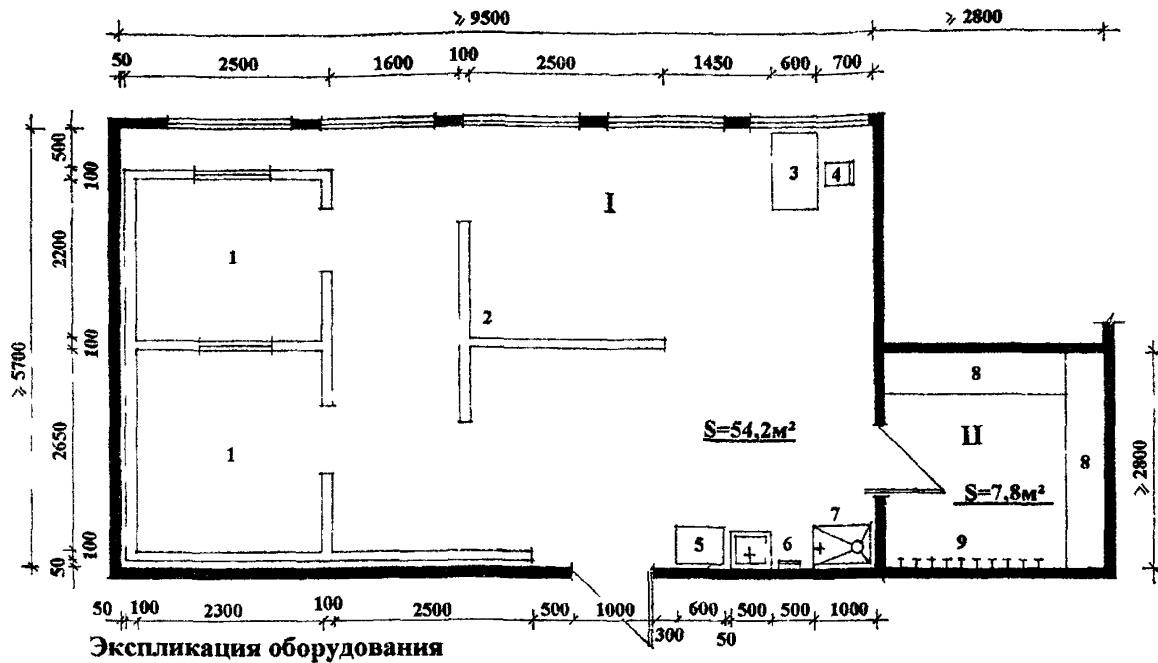 ⩾ 9500 ⩾ 2800
50 2500 1600 100 2500 1450 600 700
500 100 3 4
I
⩾ 5700 2200 1
100 2
8
2650 1 S=54,2м² II 8 ⩾ 2800
S=7,8м²
7
50 100 5 6 9
50 100 2300 100 2500 500 1000 300 600 50 500 500 1000
Экспликация оборудования